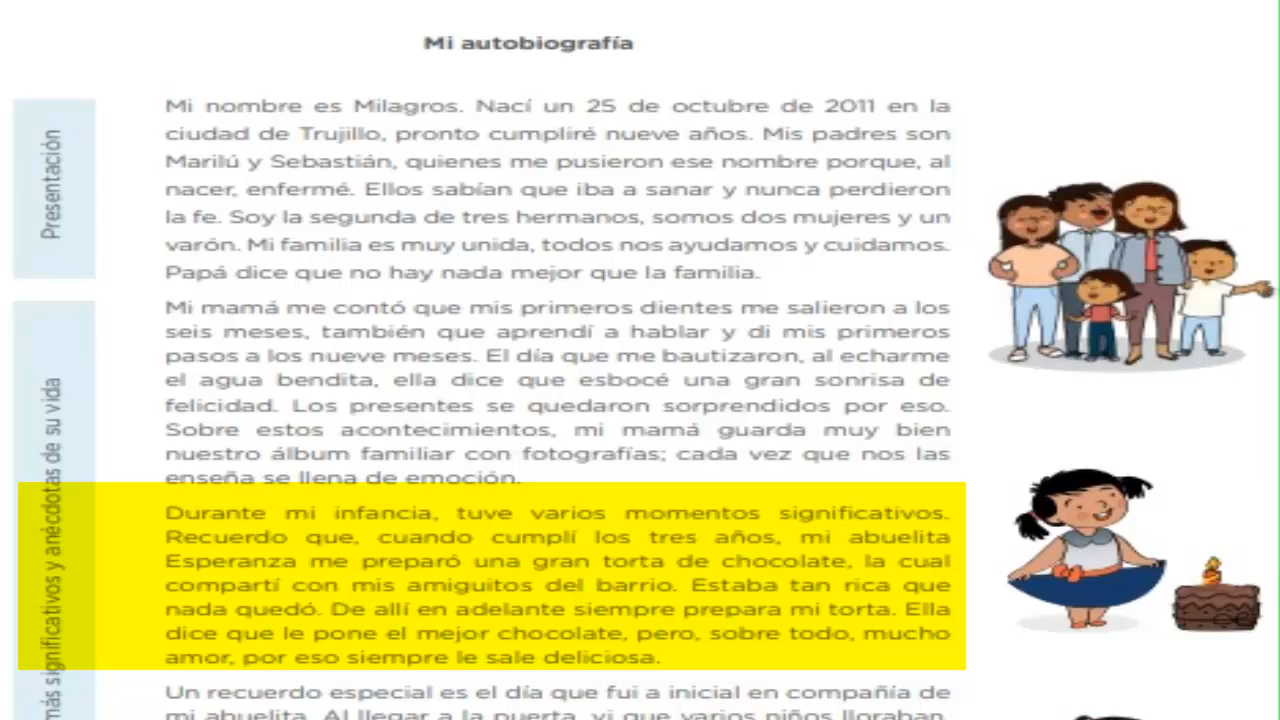 Mi autobiografía
Presentación
Mi nombre es Milagros. Nací un 25 de octubre de 2011 en la
ciudad de Trujillo, pronto cumpliré nueve años. Mis padres son
Marilú y Sebastián, quienes me pusieron ese nombre porque, al
nacer, enfermé. Ellos sabían que iba a sanar y nunca perdieron
la fe. Soy la segunda de tres hermanos, somos dos mujeres y un
varón. Mi familia es muy unida, todos nos ayudamos y cuidamos.
Papá dice que no hay nada mejor que la familia.
más significativos y anécdotas de su vida
Mi mamá me contó que mis primeros dientes me salieron a los
seis meses, también que aprendí a hablar y di mis primeros
pasos a los nueve meses. El día que me bautizaron, al echarme
el agua bendita, ella dice que esbocé una gran sonrisa de
felicidad. Los presentes se quedaron sorprendidos por eso.
Sobre estos acontecimientos, mi mamá guarda muy bien
nuestro álbum familiar con fotografías; cada vez que nos las
enseña se llena de emoción.
Durante mi infancia, tuve varios momentos significativos.
Recuerdo que, cuando cumplí los tres años, mi abuelita
Esperanza me preparó una gran torta de chocolate, la cual
compartí con mis amiguitos del barrio. Estaba tan rica que
nada quedó. De allí en adelante siempre prepara mi torta. Ella
dice que le pone el mejor chocolate, pero, sobre todo, mucho
amor, por eso siempre le sale deliciosa.
Un recuerdo especial es el día que fui a inicial en compañía de
mi abuelita. Al llegar a la puerta, vi que varios niños lloraban.